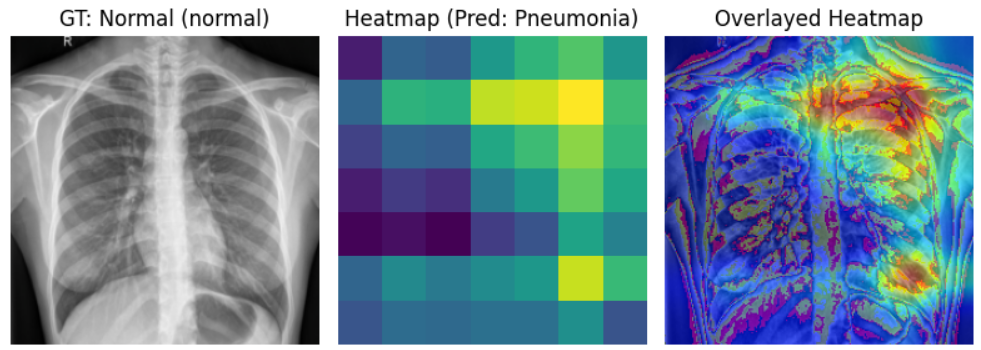 GT: Normal (normal)
Heatmap (Pred: Pneumonia)
Overlayed Heatmap
R